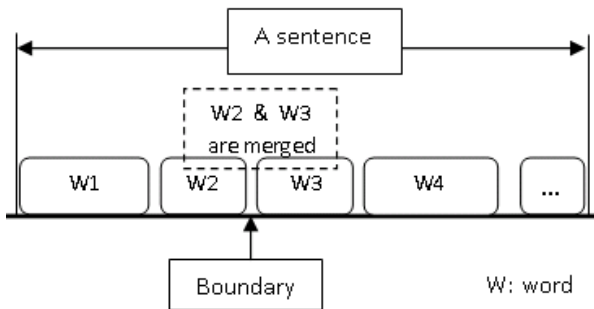 A sentence
W2 & W3
are merged
W1 W2 W3 W4 ...
Boundary
W: word